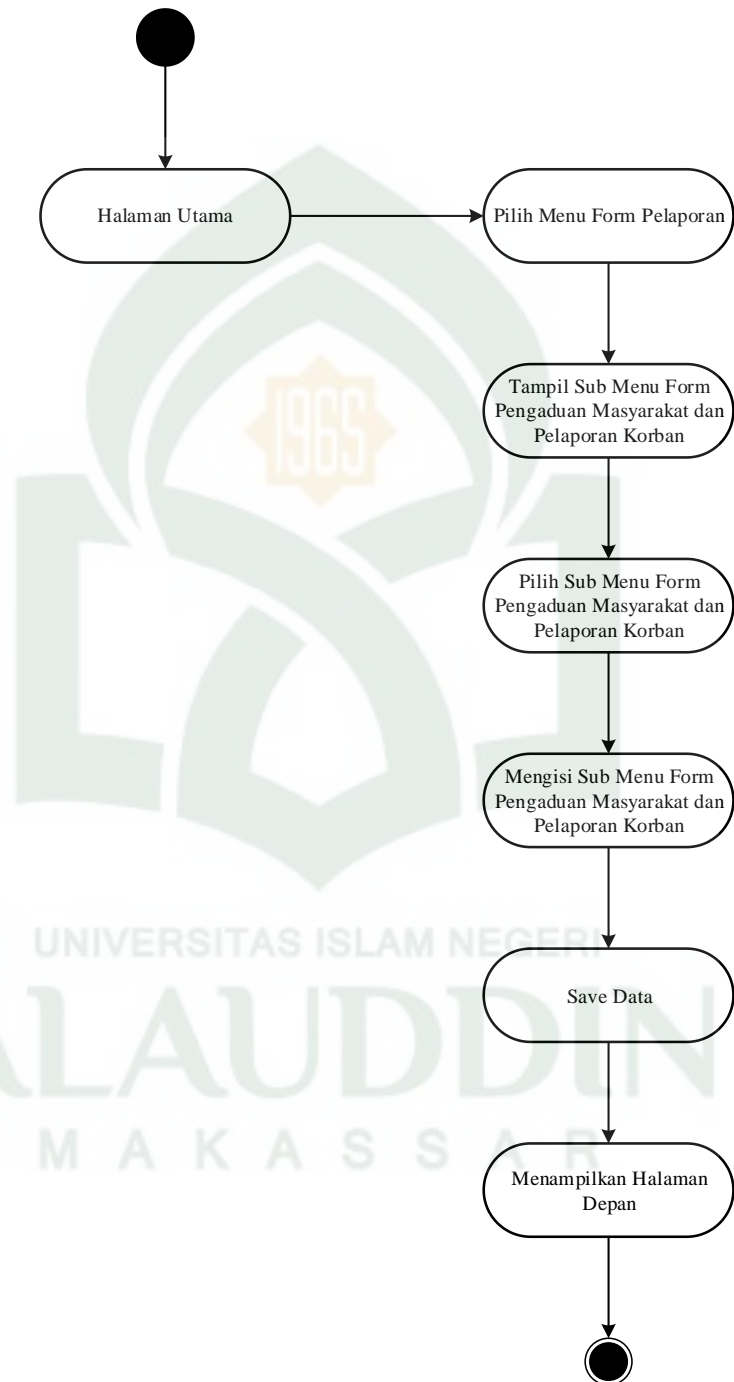 Halaman Utama
Pilih Menu Form Pelaporan
Tampil Sub Menu Form
Pengaduan Masyarakat dan
Pelaporan Korban
Pilih Sub Menu Form
Pengaduan Masyarakat dan
Pelaporan Korban
Mengisi Sub Menu Form
Pengaduan Masyarakat dan
Pelaporan Korban
Save Data
Menampilkan Halaman
Depan
1965
UNIVERSITAS ISLAM NEGERI
ALAUDDIN
MAKASSAR